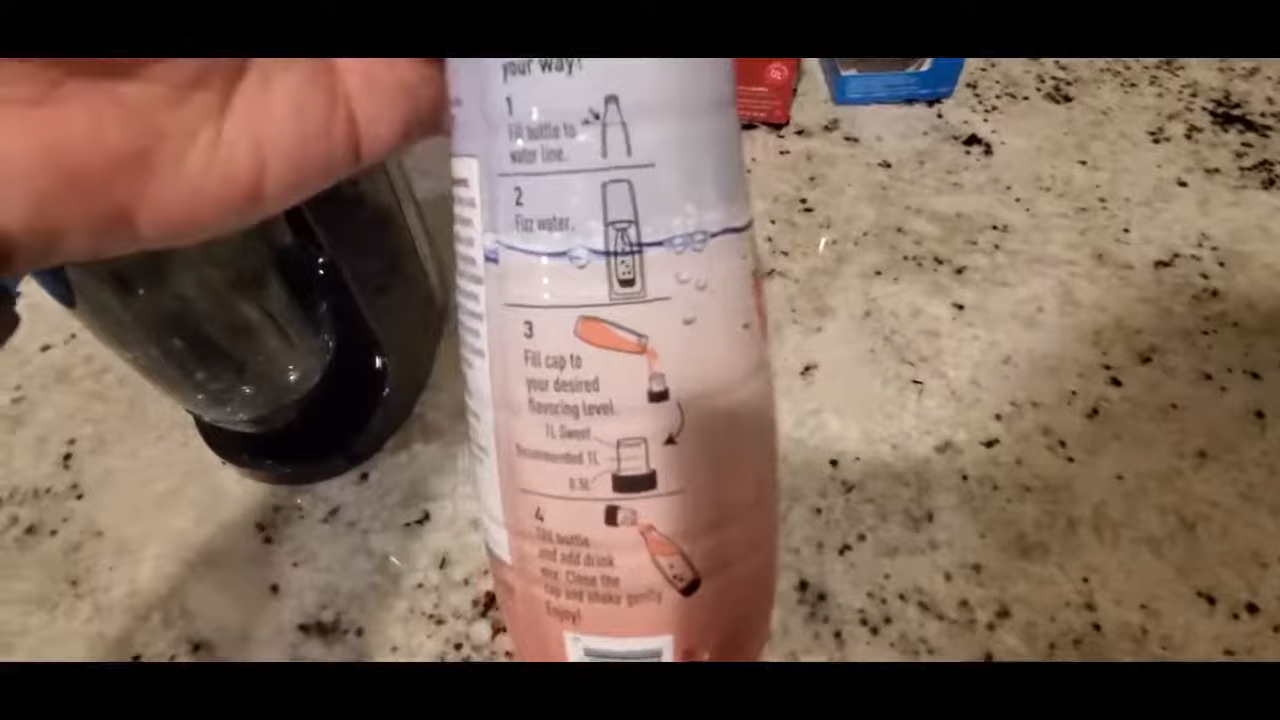 your way!
1
Fill bottle to
water line.
2
Fizz water.
3
Fill cap to
your desired
flavoring level
1L Sweet
Recommended 1L
0.5L
4
Tilt bottle
and add drink
mix. Close the
cap and shake gently
Enjoy!